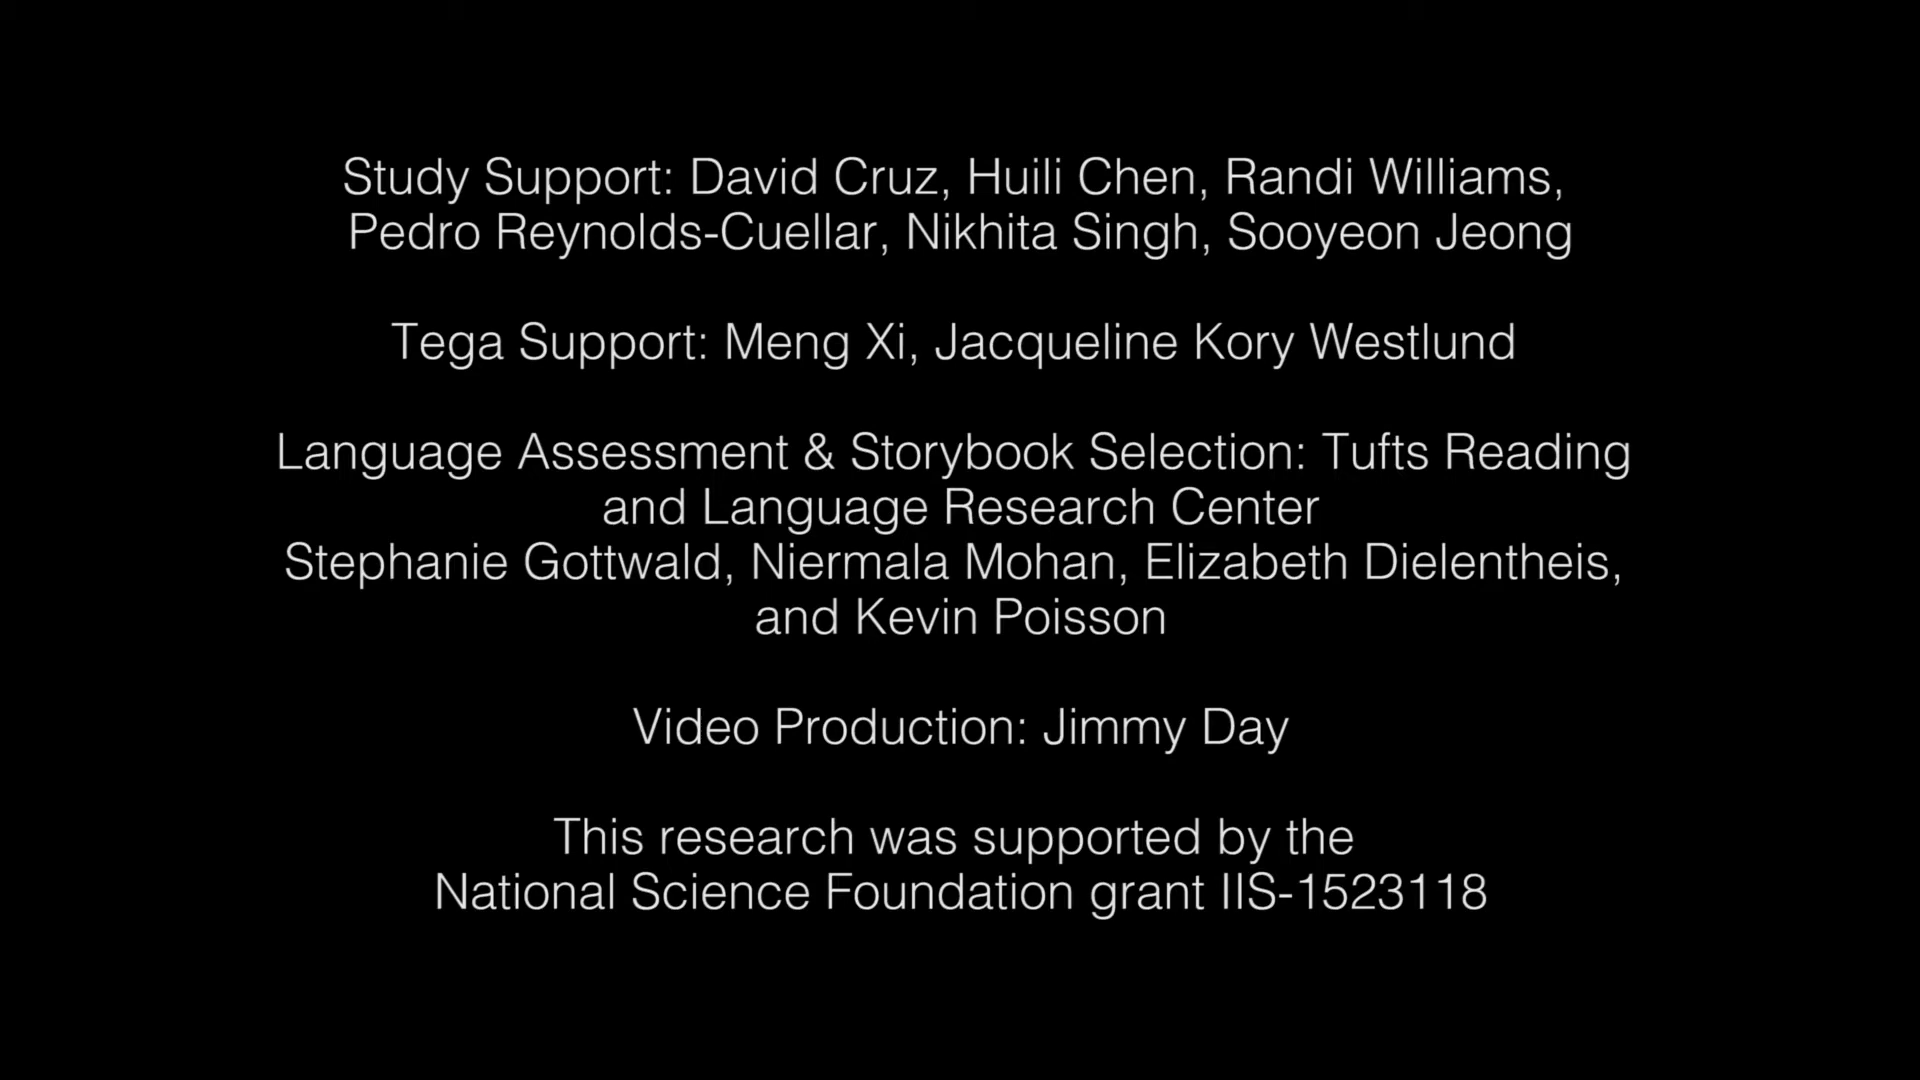 Study Support: David Cruz, Huili Chen, Randi Williams,
Pedro Reynolds-Cuellar, Nikhita Singh, Sooyeon Jeong
Tega Support: Meng Xi, Jacqueline Kory Westlund
Language Assessment & Storybook Selection: Tufts Reading
and Language Research Center
Stephanie Gottwald, Niermala Mohan, Elizabeth Dielentheis,
and Kevin Poisson
Video Production: Jimmy Day
This research was supported by the
National Science Foundation grant IIS-1523118